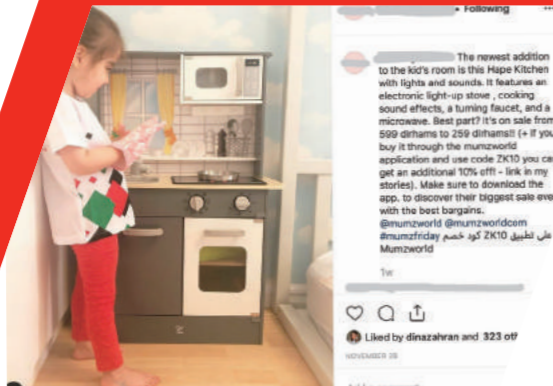 • Following
The newest addition
to the kid's room is this Hape Kitchen
with lights and sounds. It features an
electronic light-up stove , cooking
sound effects, a turning faucet, and a
microwave. Best part? It's on sale from
599 dirhams to 259 dirhams!! (+ if you
buy it through the mumzworld
application and use code ZK10 you ca
get an additional 10% off! - link in my
stories). Make sure to download the
app. to discover their biggest sale eve
with the best bargains.
@mumzworld @mumzworldcom
#mumzfriday على تطبيق ZK10 كود خصم
Mumzworld
1w
Liked by dinazahran and 323 oth
NOVEMBER 28